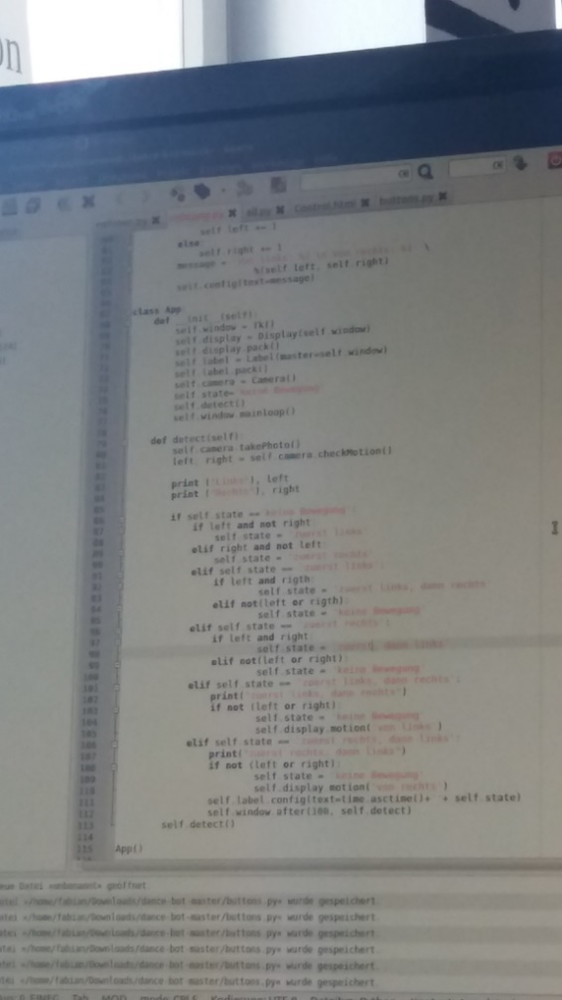 on
all.py Control.html buttons.py
self.left += 1
else:
self.right += 1
message =
%(self.left, self.right)
self.config(text=message)
class App:
def __init__(self):
self.window = Tk()
self.display = Display(self.window)
self.display.pack()
self.label = Label(master=self.window)
self.label.pack()
self.camera = Camera()
self.state= 'keine Bewegung'
self.detect()
self.window.mainloop()
def detect(self):
self.camera.takePhoto()
left, right = self.camera.checkMotion()
print ('Links'), left
print ('Rechts'), right
if self.state == 'keine Bewegung':
if left and not right:
self.state = 'zuerst links'
elif right and not left:
self.state = 'zuerst rechts'
elif self.state == 'zuerst links':
if left and rigth:
self.state = 'zuerst links, dann rechts'
elif not(left or rigth):
self.state = 'keine Bewegung'
elif self.state == 'zuerst rechts':
if left and right:
self.state = dann links'
elif not(left or right):
self.state = 'keine Bewegung'
elif self.state == 'zuerst links, dann rechts':
print("zuerst links, dann rechts")
if not (left or right):
self.state = 'keine Bewegung'
self.display.motion('von links')
elif self.state == 'zuerst rechts, dann links':
print("zuerst rechts, dann links")
if not (left or right):
self.state = 'keine Bewegung'
self.display.motion('von rechts')
self.label.config(text=time.asctime()+ + self.state)
self.window.after(100, self.detect)
self.detect()
App()
Datei «unbenannt» geöffnet.
«/home/fabian/Downloads/dance-bot-master/buttons.py» wurde gespeichert.
«/home/fabian/Downloads/dance-bot-master/buttons.py» wurde gespeichert.
«/home/fabian/Downloads/dance-bot-master/buttons.py» wurde gespeichert.
«/home/fabian/Downloads/dance-bot-master/buttons.py» wurde gespeichert.
«/home/fabian/Downloads/dance-bot-master/buttons.py» wurde gespeichert.
«/home/fabian/Downloads/dance-bot-master/buttons.py» wurde gespeichert.